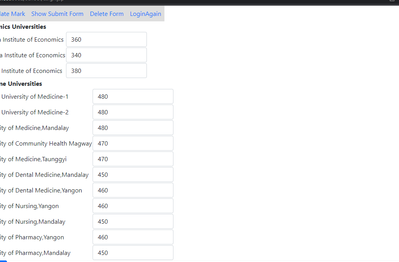 ate Mark Show Submit Form Delete Form LoginAgain
mics Universities
Institute of Economics 360
a Institute of Economics 340
Institute of Economics 380
ne Universities
University of Medicine-1 480
University of Medicine-2 480
ity of Medicine,Mandalay 480
ity of Community Health Magway 470
ity of Medicine,Taunggyi 470
ity of Dental Medicine,Mandalay 450
ity of Dental Medicine,Yangon 460
ity of Nursing,Yangon 460
ity of Nursing,Mandalay 450
ity of Pharmacy,Yangon 460
ity of Pharmacy,Mandalay 450